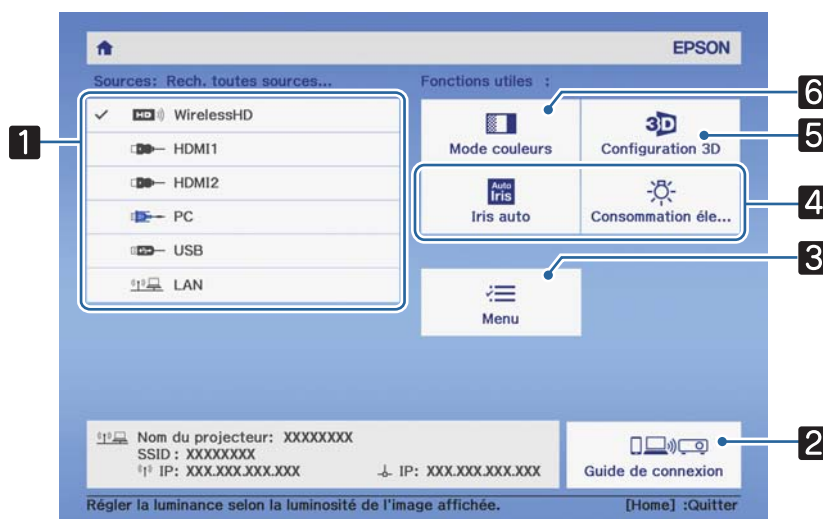 EPSON
Sources: Rech. toutes sources...
Fonctions utiles :
1
WirelessHD
HDMI1
HDMI2
PC
USB
LAN
6
Mode couleurs
3D
Configuration 3D
5
Auto
Iris
Iris auto
Consommation éle...
4
3
Menu
Nom du projecteur: XXXXXXXX
SSID : XXXXXXXX
IP: XXX.XXX.XXX.XXX
IP: XXX.XXX.XXX.XXX
2
Guide de connexion
Régler la luminance selon la luminosité de l'image affichée.
[Home] :Quitter